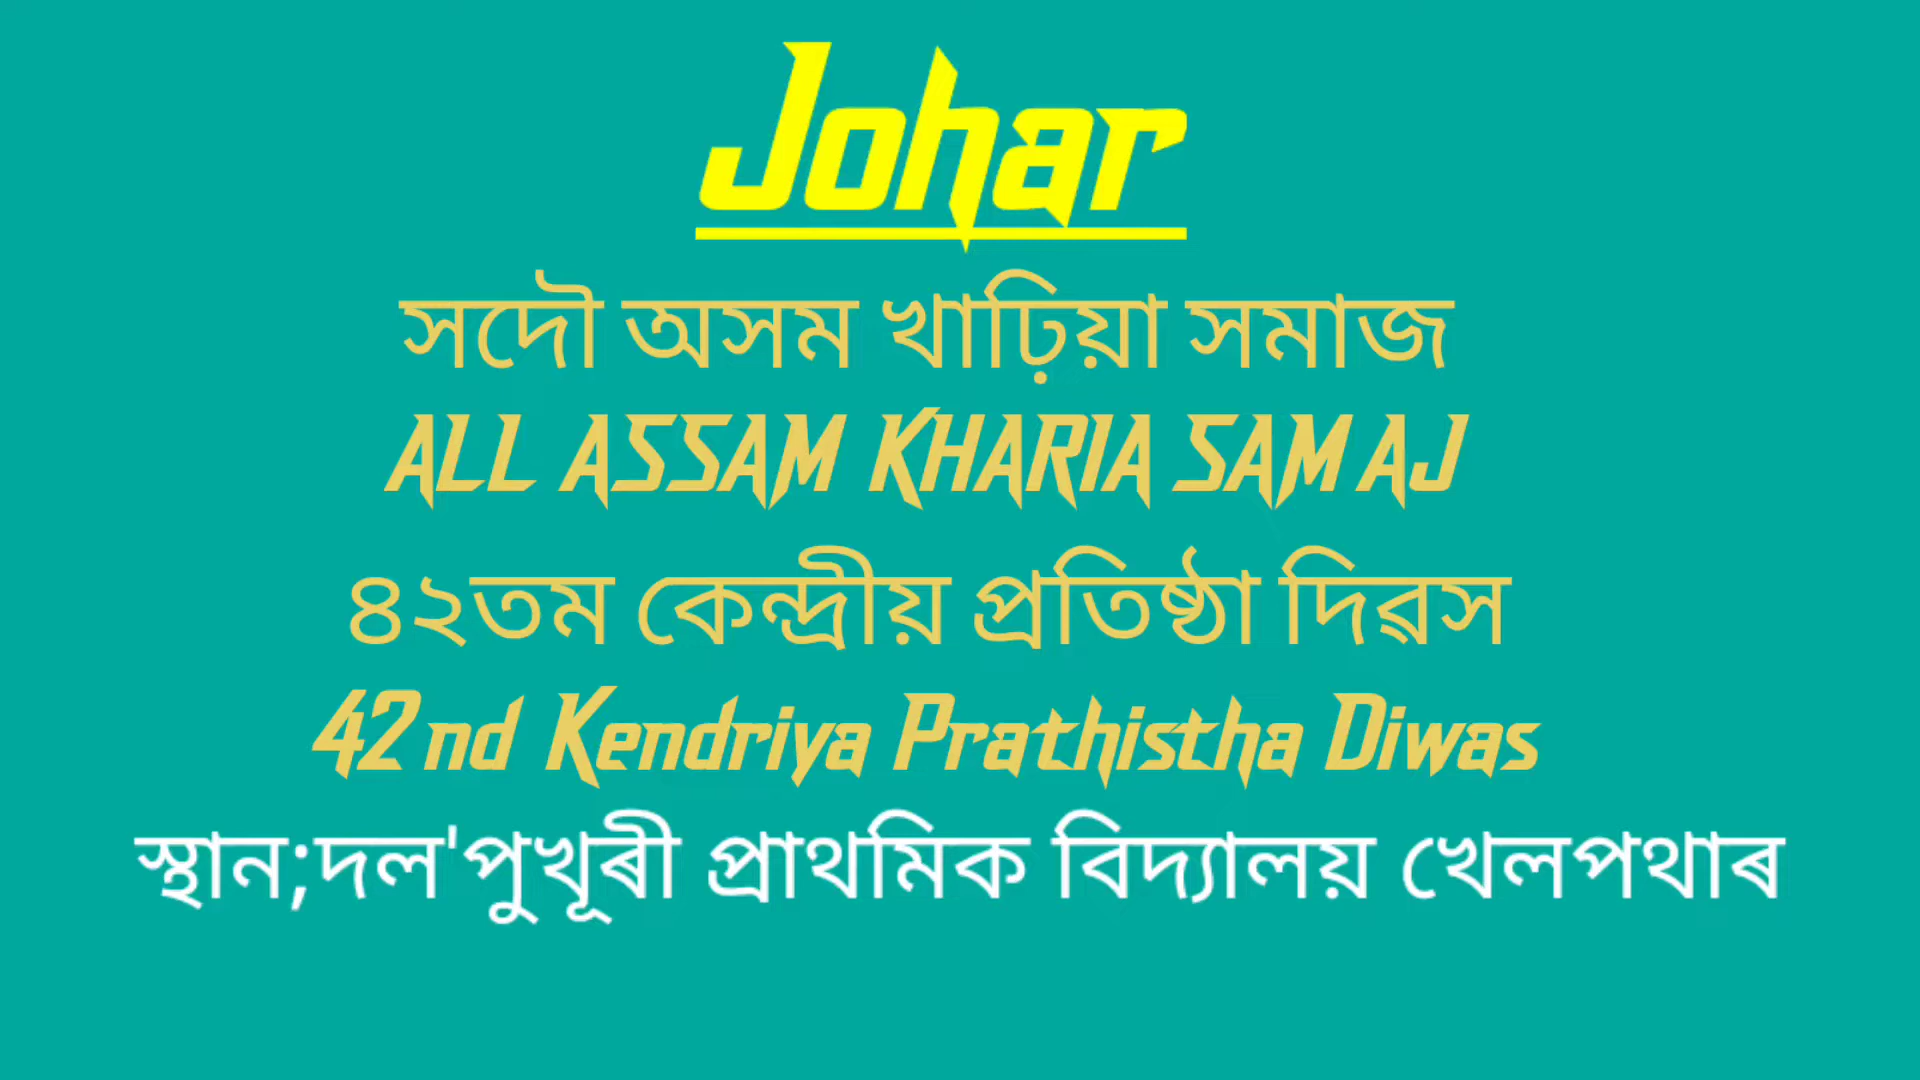 Johar
সদৌ অসম খাঢ়িয়া সমাজ
ALL ASSAM KHARIA SAMAJ
৪২তম কেন্দ্ৰীয় প্ৰতিষ্ঠা দিৱস
42nd Kendriya Prathistha Diwas
স্থান;দল'পুখূৰী প্ৰাথমিক বিদ্যালয় খেলপথাৰ